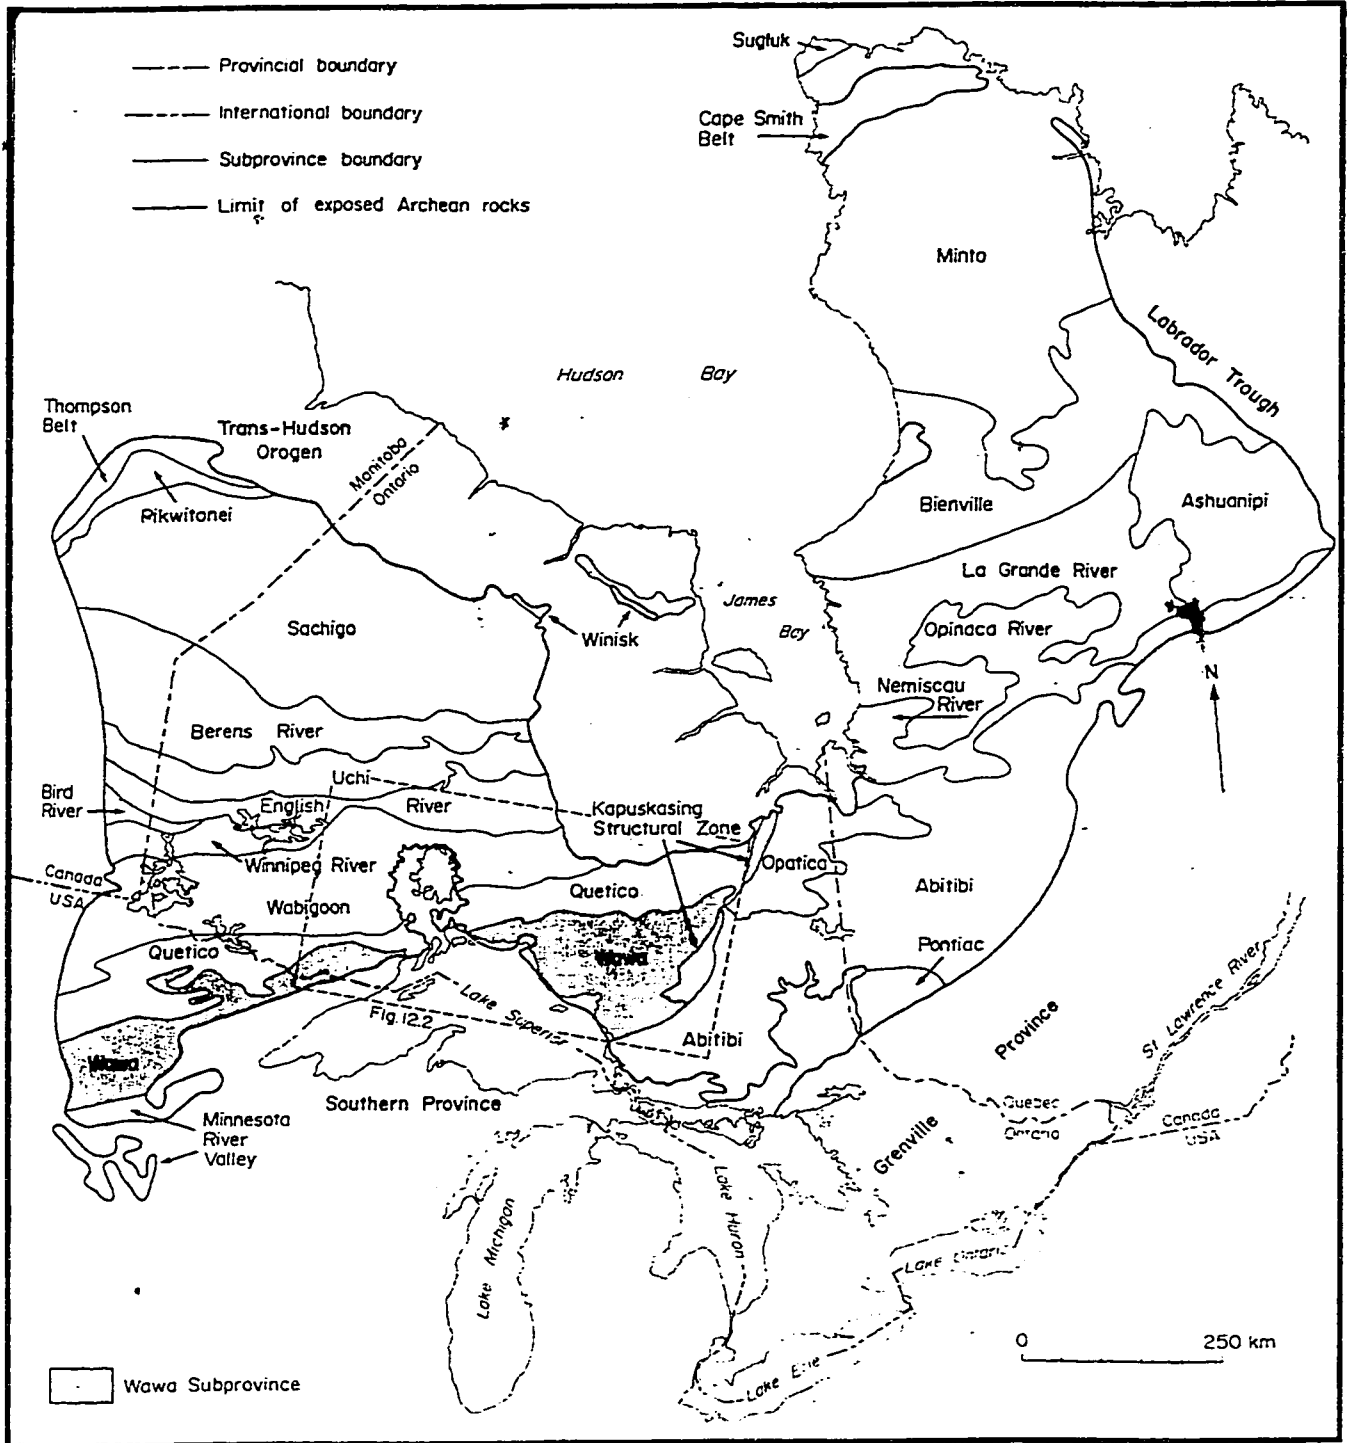 Provincial boundary
International boundary
Subprovince boundary
Limit of exposed Archean rocks
Sugluk
Cape Smith
Belt
Minto
Labrador Trough
Hudson Bay
Thompson
Belt
Trans-Hudson
Orogen
Manitoba
Ontario
Pikwitonei
Bienville
Ashuanipi
La Grande River
James
Bay
Opinaca River
Sachigo
Winisk
Nemiscau
River
N
Berens River
Uchi
Bird
River
English River
Kapuskasing
Structural Zone
Winnipeg River
Opatica
Canada
USA
Quetico
Abitibi
Wabigoon
Quetico
Wawa
Pontiac
Lake Superior
Fig. 12.2
St Lawrence River
Wawa
Abitibi
Province
Southern Province
Minnesota
River
Valley
Quebec
Ontario
Canada
USA
Grenville
Lake Michigan
Lake Huron
Lake Ontario
Lake Erie
0 250 km
Wawa Subprovince